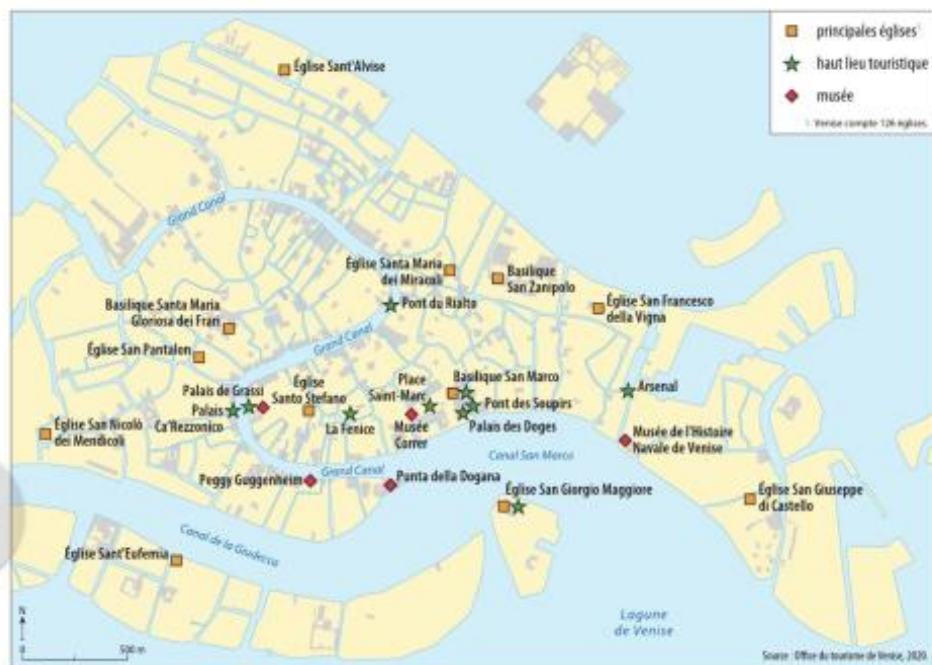 principales églises¹
haut lieu touristique
musée
¹ Venise compte 126 églises.
Église Sant'Alvise
Grand Canal
Église Santa Maria
dei Miracoli
Basilique
San Zanipolo
Pont du Rialto
Église San Francesco
della Vigna
Basilique Santa Maria
Gloriosa dei Frari
Grand Canal
Église San Pantalon
Palais de Grassi
Église
Santo Stefano
Place
Saint-Marc
Basilique San Marco
Arsenal
Palais
Ca'Rezzonico
La Fenice
Musée
Correr
Pont des Soupirs
Palais des Doges
Église San Nicolò
dei Mendicoli
Musée de l'Histoire
Navale de Venise
Canal San Marco
Peggy Guggenheim
Grand Canal
Punta della Dogana
Église San Giorgio Maggiore
Église San Giuseppe
di Castello
Canal de la Giudecca
Église Sant'Eufemia
Lagune
de Venise
N
0 500 m
Source : Office du tourisme de Venise, 2020.